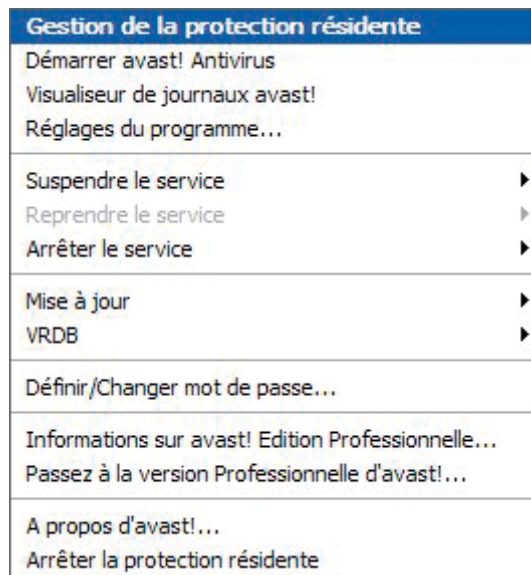 Gestion de la protection résidente
Démarrer avast! Antivirus
Visualiseur de journaux avast!
Réglages du programme...
Suspendre le service
Reprendre le service
Arrêter le service
Mise à jour
VRDB
Définir/Changer mot de passe...
Informations sur avast! Edition Professionnelle...
Passez à la version Professionnelle d'avast!...
A propos d'avast!...
Arrêter la protection résidente